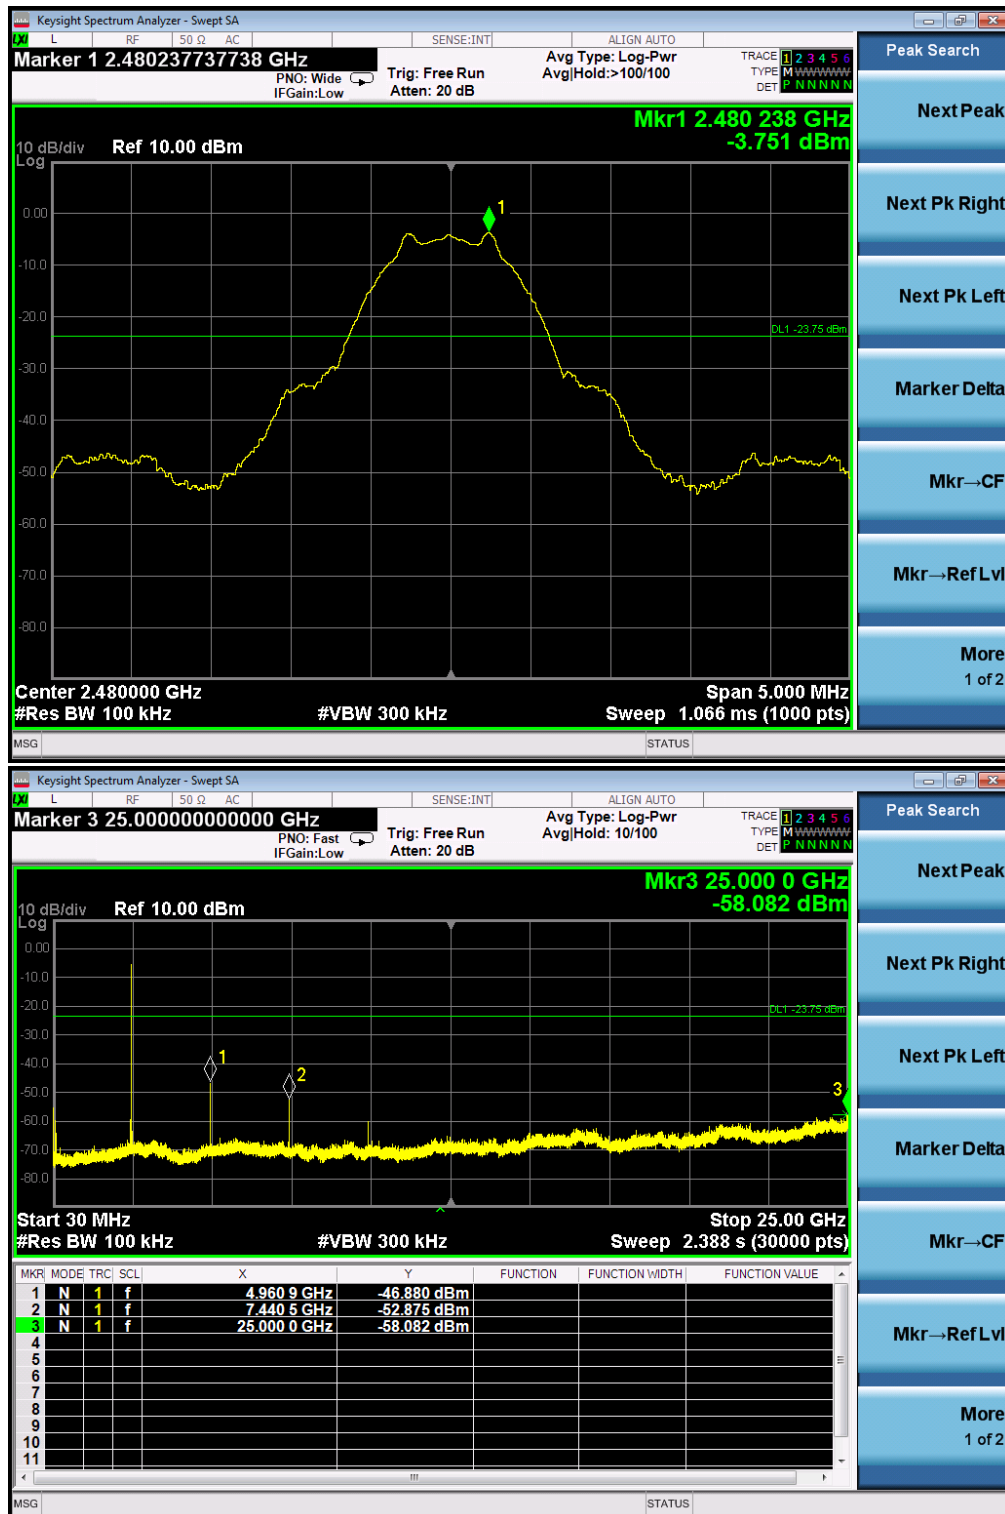 Keysight Spectrum Analyzer - Swept SA
LXI L RF 50 Ω AC SENSE:INT ALIGN AUTO
Marker 1 2.480237737738 GHz
PNO: Wide
IFGain:Low
Trig: Free Run
Atten: 20 dB
Avg Type: Log-Pwr
Avg|Hold:>100/100
TRACE 1 2 3 4 5 6
TYPE M WWWWW
DET P N N N N N
Mkr1 2.480 238 GHz
-3.751 dBm
10 dB/div Ref 10.00 dBm
Log
1
0.00
-10.0
-20.0
DL1 -23.75 dBm
-30.0
-40.0
-50.0
-60.0
-70.0
-80.0
Center 2.480000 GHz Span 5.000 MHz
#Res BW 100 kHz #VBW 300 kHz Sweep 1.066 ms (1000 pts)
MSG STATUS
Peak Search
Next Peak
Next Pk Right
Next Pk Left
Marker Delta
Mkr→CF
Mkr→Ref Lvl
More
1 of 2
Keysight Spectrum Analyzer - Swept SA
LXI L RF 50 Ω AC SENSE:INT ALIGN AUTO
Marker 3 25.000000000000 GHz
PNO: Fast
IFGain:Low
Trig: Free Run
Atten: 20 dB
Avg Type: Log-Pwr
Avg|Hold: 10/100
TRACE 1 2 3 4 5 6
TYPE M WWWWW
DET P N N N N N
Mkr3 25.000 0 GHz
-58.082 dBm
10 dB/div Ref 10.00 dBm
Log
0.00
-10.0
-20.0
DL1 -23.75 dBm
-30.0
-40.0
1
2
-50.0
3
-60.0
-70.0
-80.0
Start 30 MHz Stop 25.00 GHz
#Res BW 100 kHz #VBW 300 kHz Sweep 2.388 s (30000 pts)
MKR MODE TRC SCL X Y FUNCTION FUNCTION WIDTH FUNCTION VALUE
1 N 1 f 4.960 9 GHz -46.880 dBm
2 N 1 f 7.440 5 GHz -52.875 dBm
3 N 1 f 25.000 0 GHz -58.082 dBm
4
5
6
7
8
9
10
11
MSG STATUS
Peak Search
Next Peak
Next Pk Right
Next Pk Left
Marker Delta
Mkr→CF
Mkr→Ref Lvl
More
1 of 2